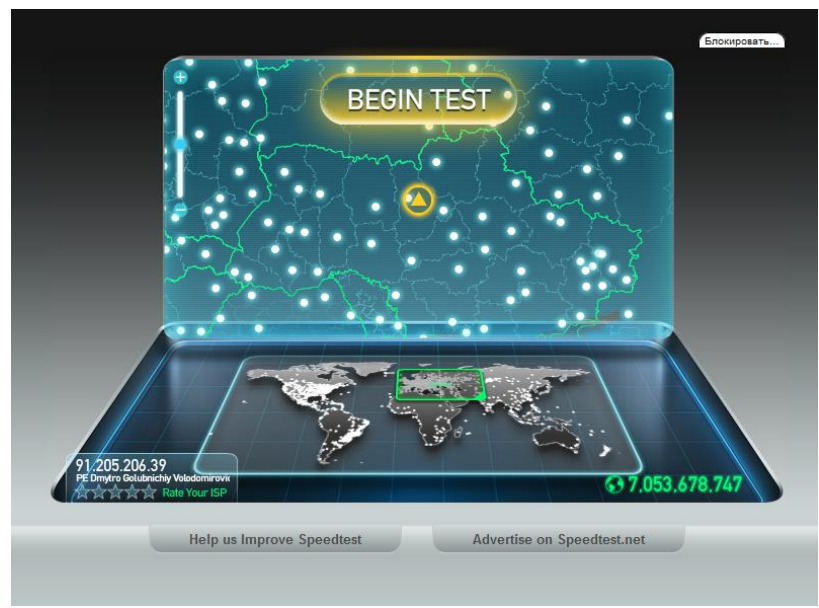 Блокировать...
BEGIN TEST
91.205.206.39
PE Dmytro Golubnichiy Volodomirovic
Rate Your ISP
7,053,678,747
Help us Improve Speedtest
Advertise on Speedtest.net